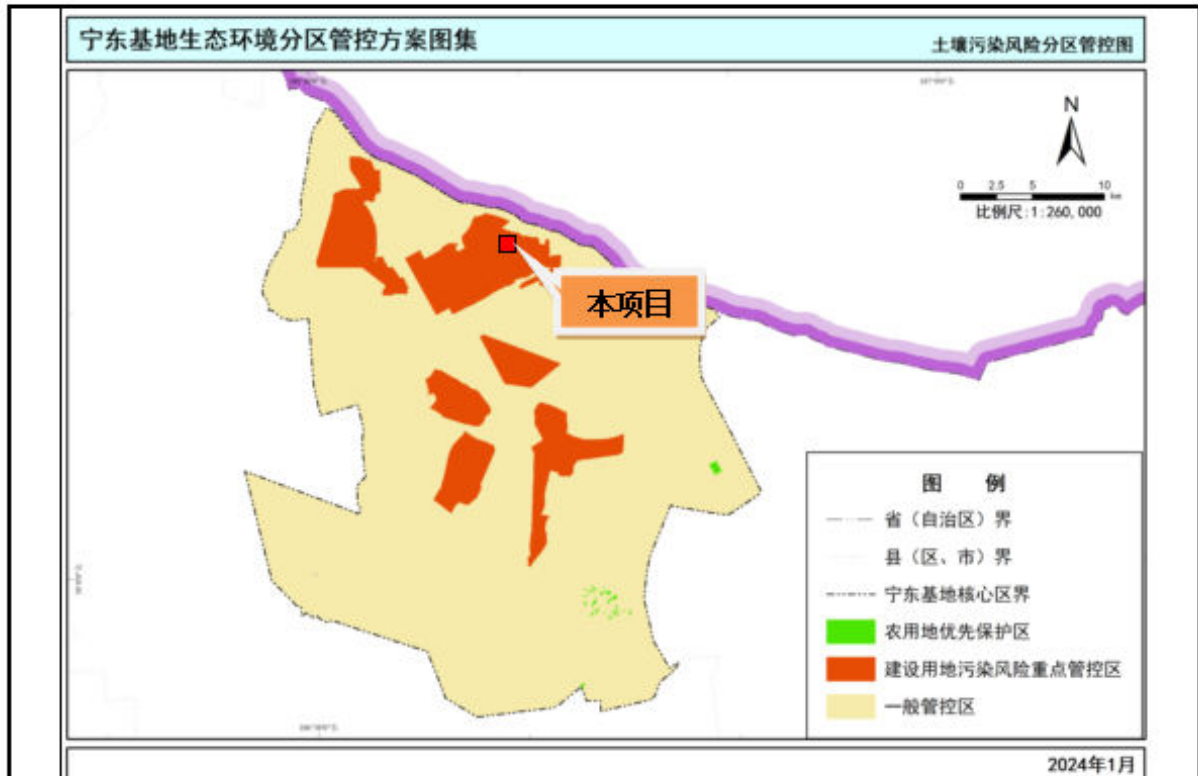 宁东基地生态环境分区管控方案图集
土壤污染风险分区管控图
N
0 2.5 5 10 km
比例尺:1:260,000
本项目
图 例
省（自治区）界
县（区、市）界
宁东基地核心区界
农用地优先保护区
建设用地污染风险重点管控区
一般管控区
2024年1月